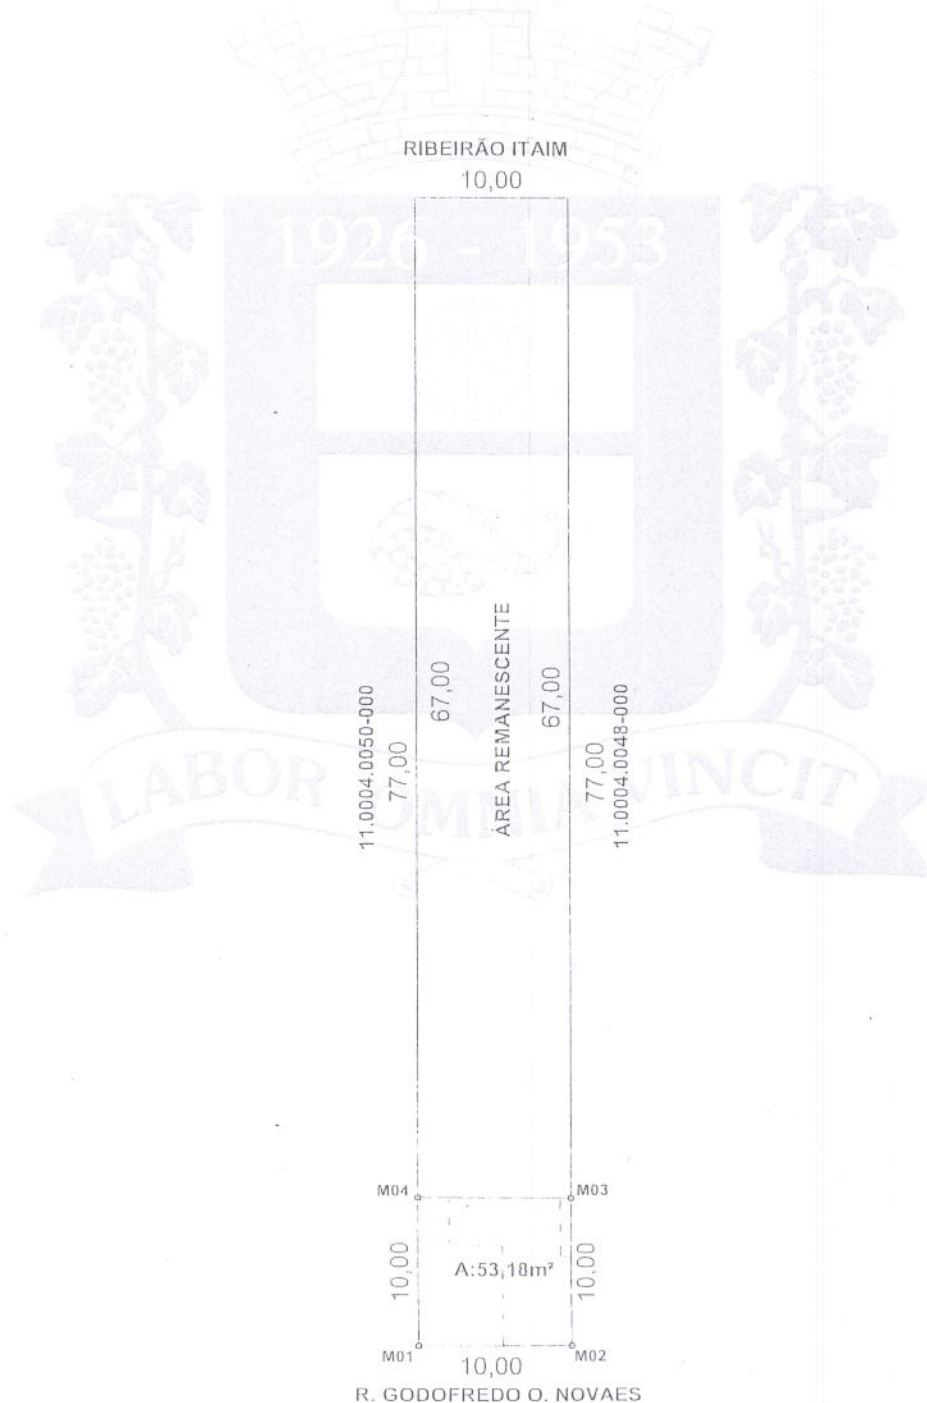 RIBEIRÃO ITAIM
10,00
1926 - 1953
ÁREA REMANESCENTE
67,00
67,00
11.0004.0050-000
77,00
77,00
11.0004.0048-000
LABOR OMNIA VINCIT
M04
M03
10,00
A:53,18m²
10,00
M01
10,00
M02
R. GODOFREDO O. NOVAES